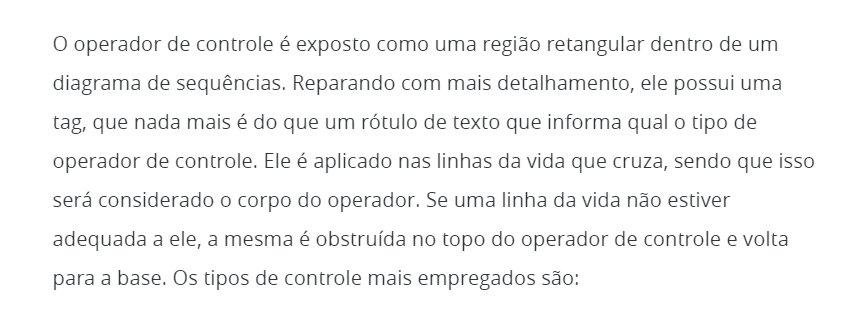 O operador de controle é exposto como uma região retangular dentro de um
diagrama de sequências. Reparando com mais detalhamento, ele possui uma
tag, que nada mais é do que um rótulo de texto que informa qual o tipo de
operador de controle. Ele é aplicado nas linhas da vida que cruza, sendo que isso
será considerado o corpo do operador. Se uma linha da vida não estiver
adequada a ele, a mesma é obstruída no topo do operador de controle e volta
para a base. Os tipos de controle mais empregados são: